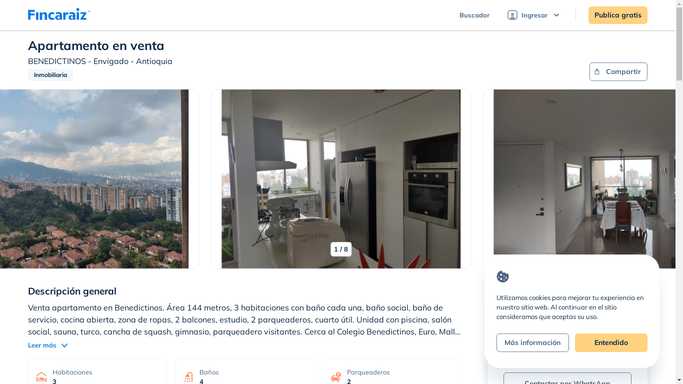 Fincaraiz
Buscador
Ingresar
Publica gratis
Apartamento en venta
BENEDICTINOS - Envigado - Antioquia
Inmobiliaria
Compartir
1 / 8
Descripción general
Venta apartamento en Benedictinos. Área 144 metros, 3 habitaciones con baño cada una, baño social, baño de
servicio, cocina abierta, zona de ropas, 2 balcones, estudio, 2 parqueaderos, cuarto útil. Unidad con piscina, salón
social, sauna, turco, cancha de squash, gimnasio, parqueadero visitantes. Cerca al Colegio Benedictinos, Euro, Mall...
Leer más
Habitaciones
3
Baños
4
Parqueaderos
2
Utilizamos cookies para mejorar tu experiencia en
nuestro sitio web. Al continuar en el sitio
consideramos que aceptas su uso.
Más información
Entendido
Contactar por WhatsApp